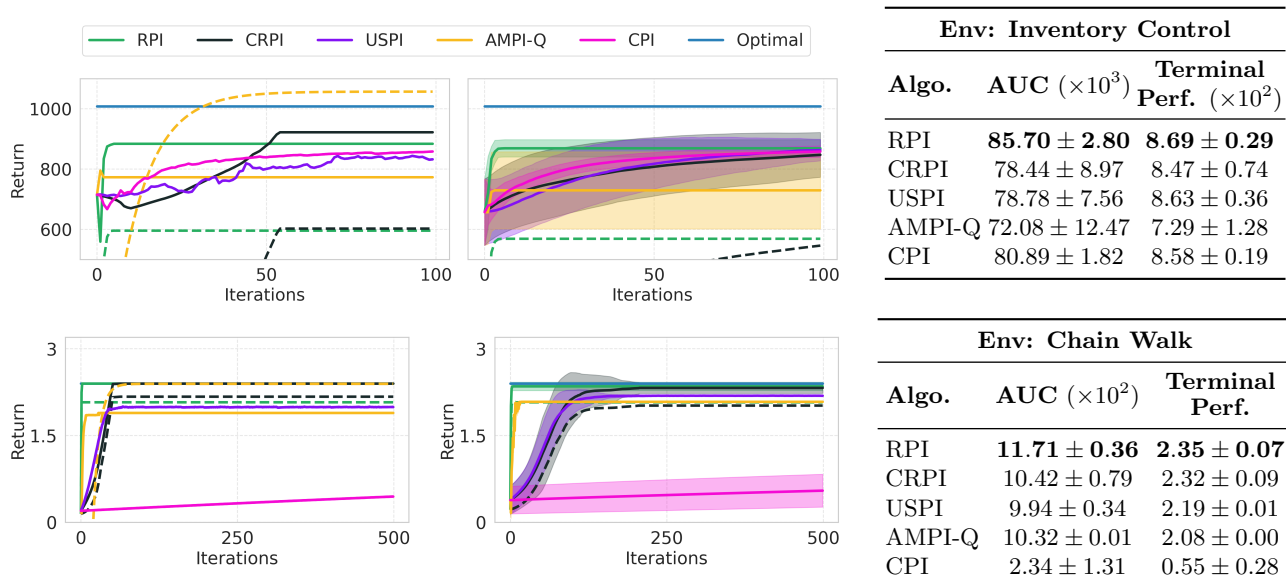 RPI CRPI USPI AMPI-Q CPI Optimal
1000
800
600
Return
0 50 100
Iterations
0 50 100
Iterations
3
1.5
0
Return
0 250 500
Iterations
3
1.5
0
Return
0 250 500
Iterations
Env: Inventory Control
Algo. AUC (×10³) Terminal Perf. (×10²)
RPI 85.70 ± 2.80 8.69 ± 0.29
CRPI 78.44 ± 8.97 8.47 ± 0.74
USPI 78.78 ± 7.56 8.63 ± 0.36
AMPI-Q 72.08 ± 12.47 7.29 ± 1.28
CPI 80.89 ± 1.82 8.58 ± 0.19
Env: Chain Walk
Algo. AUC (×10²) Terminal Perf.
RPI 11.71 ± 0.36 2.35 ± 0.07
CRPI 10.42 ± 0.79 2.32 ± 0.09
USPI 9.94 ± 0.34 2.19 ± 0.01
AMPI-Q 10.32 ± 0.01 2.08 ± 0.00
CPI 2.34 ± 1.31 0.55 ± 0.28